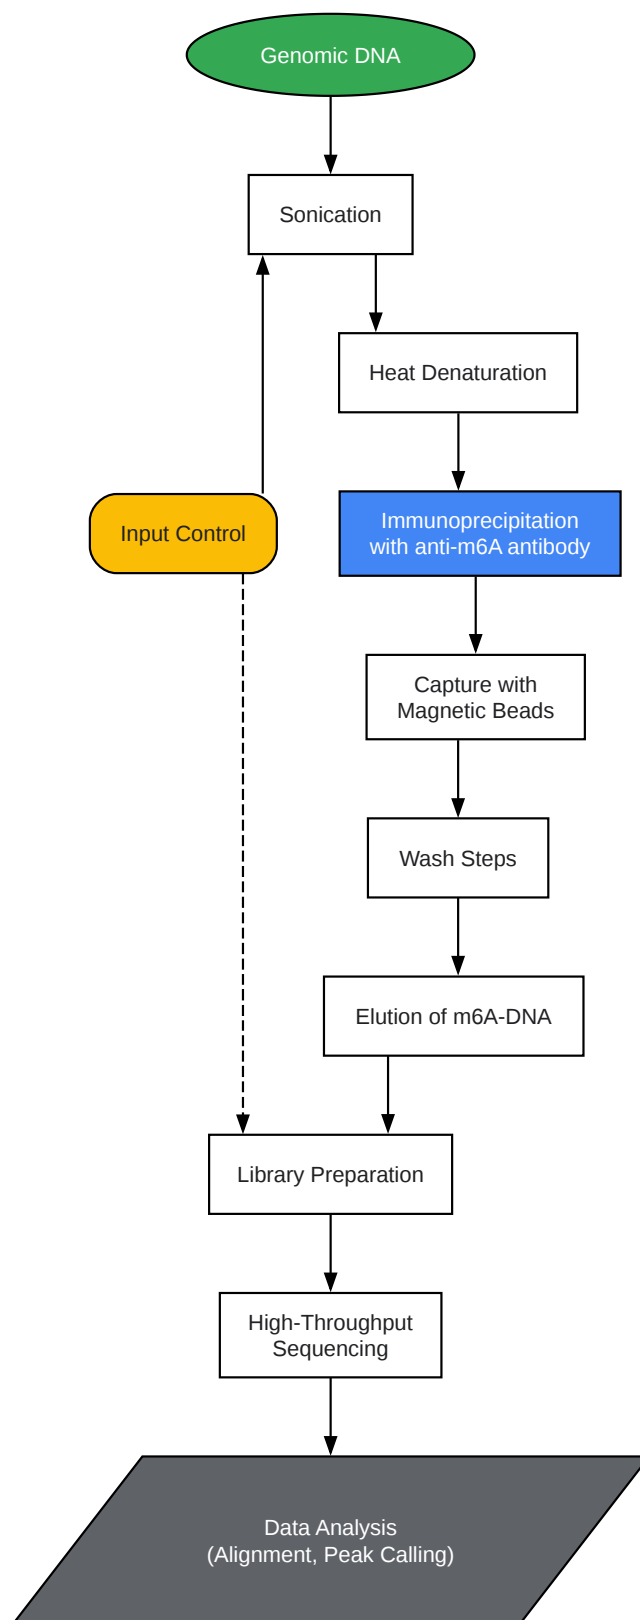 Genomic DNA
Sonication
Heat Denaturation
Input Control
Immunoprecipitation
with anti-m6A antibody
Capture with
Magnetic Beads
Wash Steps
Elution of m6A-DNA
Library Preparation
High-Throughput
Sequencing
Data Analysis
(Alignment, Peak Calling)